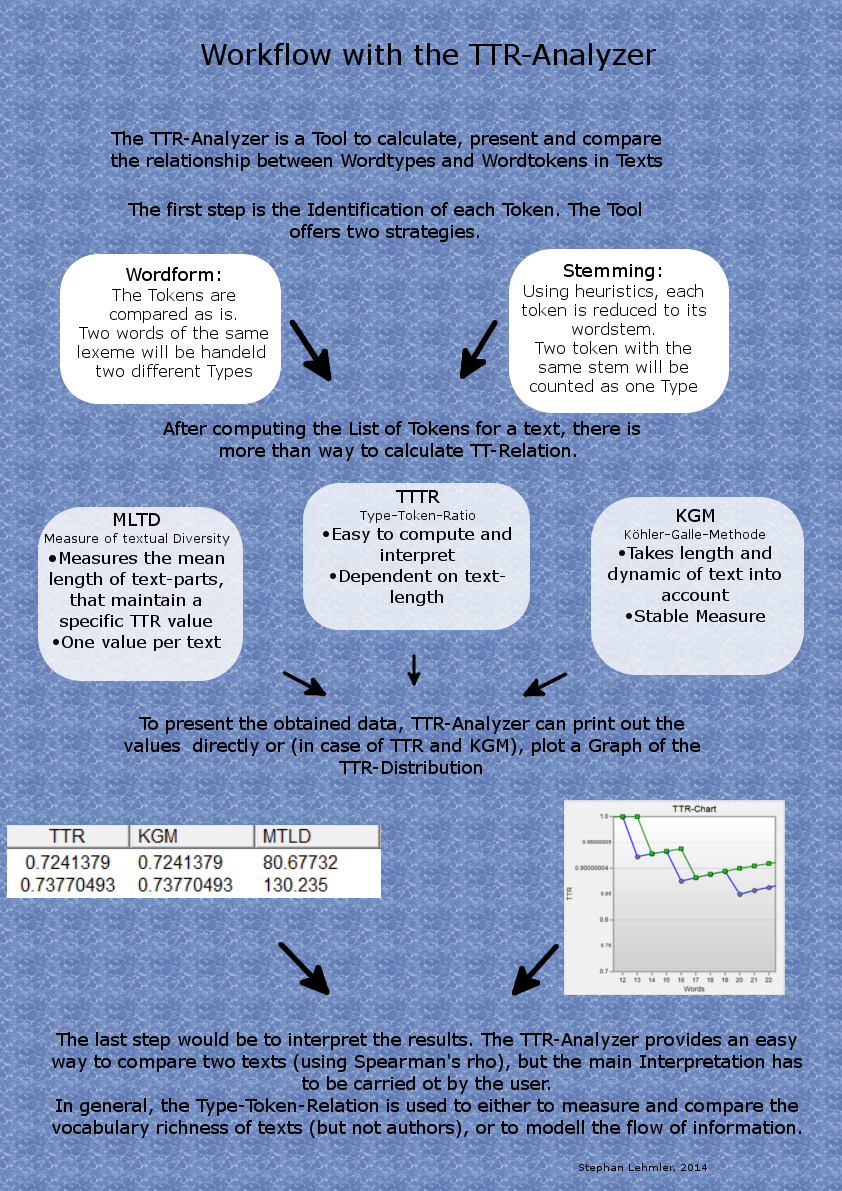 Workflow with the TTR-Analyzer
The TTR-Analyzer is a Tool to calculate, present and compare
the relationship between Wordtypes and Wordtokens in Texts
The first step is the Identification of each Token. The Tool
offers two strategies.
Wordform:
The Tokens are
compared as is.
Two words of the same
lexeme will be handeld
two different Types
Stemming:
Using heuristics, each
token is reduced to its
wordstem.
Two token with the
same stem will be
counted as one Type
After computing the List of Tokens for a text, there is
more than way to calculate TT-Relation.
MLTD
Measure of textual Diversity
•Measures the mean
length of text-parts,
that maintain a
specific TTR value
•One value per text
TTTR
Type-Token-Ratio
•Easy to compute and
interpret
•Dependent on text-
length
KGM
Köhler-Galle-Methode
•Takes length and
dynamic of text into
account
•Stable Measure
To present the obtained data, TTR-Analyzer can print out the
values directly or (in case of TTR and KGM), plot a Graph of the
TTR-Distribution
TTR KGM MTLD
0.7241379 0.7241379 80.67732
0.73770493 0.73770493 130.235
TTR-Chart
1.0
0.95000005
0.90000004
0.85
0.8
0.75
0.7
TTR
12 13 14 15 16 17 18 19 20 21 22
Words
The last step would be to interpret the results. The TTR-Analyzer provides an easy
way to compare two texts (using Spearman's rho), but the main Interpretation has
to be carried ot by the user.
In general, the Type-Token-Relation is used to either to measure and compare the
vocabulary richness of texts (but not authors), or to modell the flow of information.
Stephan Lehmler, 2014